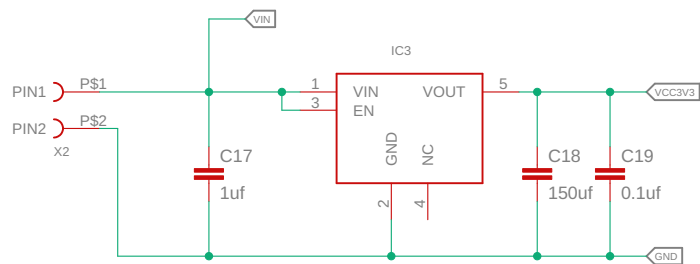 VIN
IC3
PIN1 P$1
1 VIN VOUT 5
VCC3V3
3 EN
PIN2 P$2
X2
GND NC
C17
1uf
C18
150uf
C19
0.1uf
2 4
GND